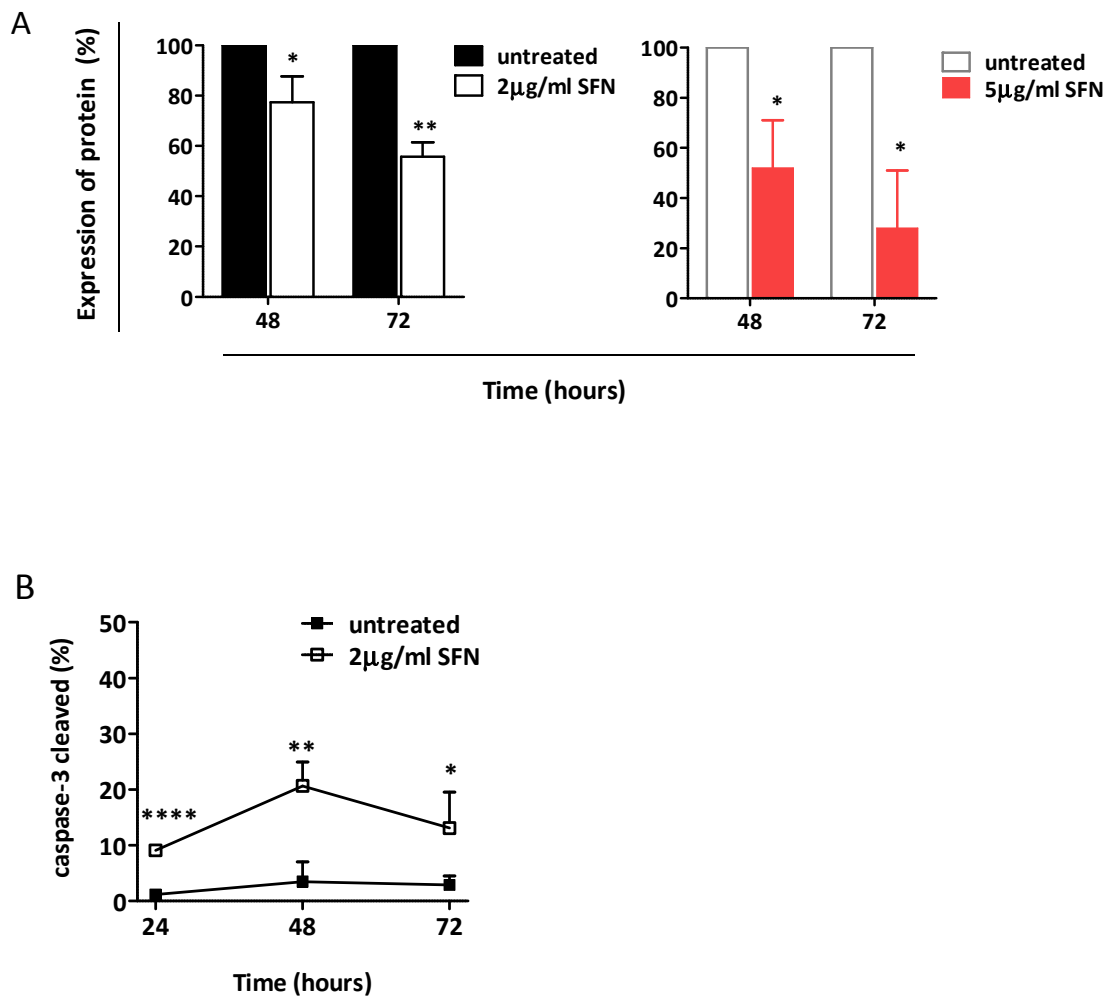 A
Expression of protein (%)
100
80
60
40
20
0
*
**
48
72
untreated
2µg/ml SFN
100
80
60
40
20
0
*
*
48
72
untreated
5µg/ml SFN
Time (hours)
B
caspase-3 cleaved (%)
50
40
30
20
10
0
untreated
2µg/ml SFN
****
**
*
24
48
72
Time (hours)